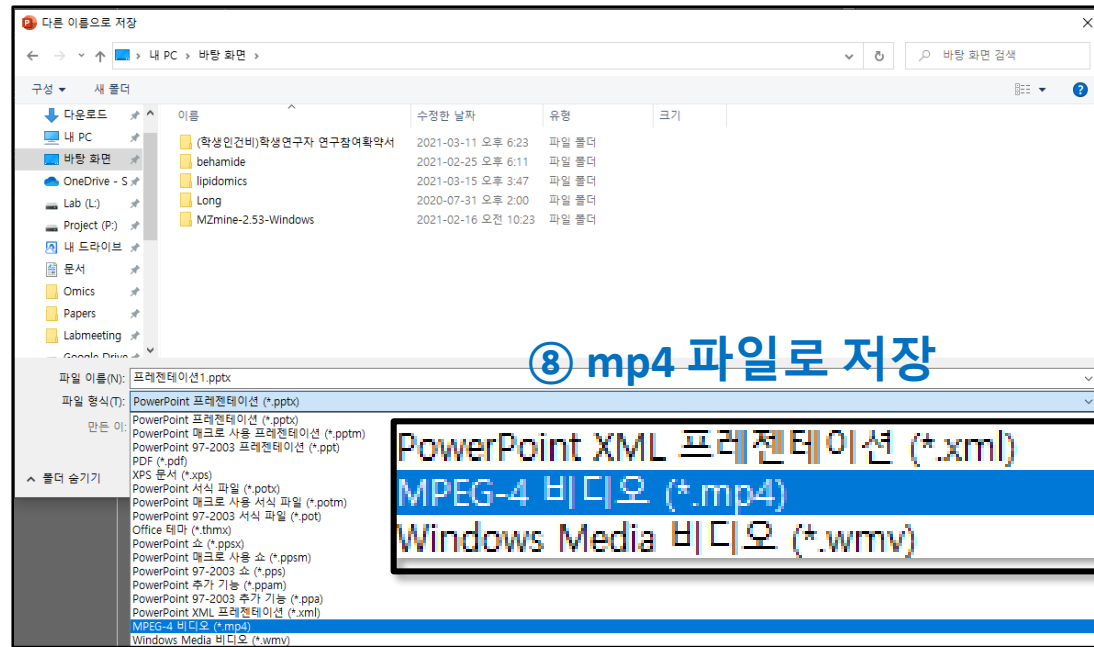 다른 이름으로 저장
내 PC > 바탕 화면 >
바탕 화면 검색
구성 새 폴더
이름 수정한 날짜 유형 크기
다운로드
내 PC
바탕 화면
OneDrive - S
Lab (L:)
Project (P:)
내 드라이브
문서
Omics
Papers
Labmeeting
Google Drive
(학생인건비)학생연구자 연구참여확약서 2021-03-11 오후 6:23 파일 폴더
behamide 2021-02-25 오후 6:11 파일 폴더
lipidomics 2021-03-15 오후 3:47 파일 폴더
Long 2020-07-31 오후 2:00 파일 폴더
MZmine-2.53-Windows 2021-02-16 오전 10:23 파일 폴더
⑧ mp4 파일로 저장
파일 이름(N): 프레젠테이션1.pptx
파일 형식(T): PowerPoint 프레젠테이션 (*.pptx)
만든 이:
폴더 숨기기
PowerPoint 프레젠테이션 (*.pptx)
PowerPoint 매크로 사용 프레젠테이션 (*.pptm)
PowerPoint 97-2003 프레젠테이션 (*.ppt)
PDF (*.pdf)
XPS 문서 (*.xps)
PowerPoint 서식 파일 (*.potx)
PowerPoint 매크로 사용 서식 파일 (*.potm)
PowerPoint 97-2003 서식 파일 (*.pot)
Office 테마 (*.thmx)
PowerPoint 쇼 (*.ppsx)
PowerPoint 매크로 사용 쇼 (*.ppsm)
PowerPoint 97-2003 쇼 (*.pps)
PowerPoint 추가 기능 (*.ppam)
PowerPoint 97-2003 추가 기능 (*.ppa)
PowerPoint XML 프레젠테이션 (*.xml)
MPEG-4 비디오 (*.mp4)
Windows Media 비디오 (*.wmv)
PowerPoint XML 프레젠테이션 (*.xml)
MPEG-4 비디오 (*.mp4)
Windows Media 비디오 (*.wmv)